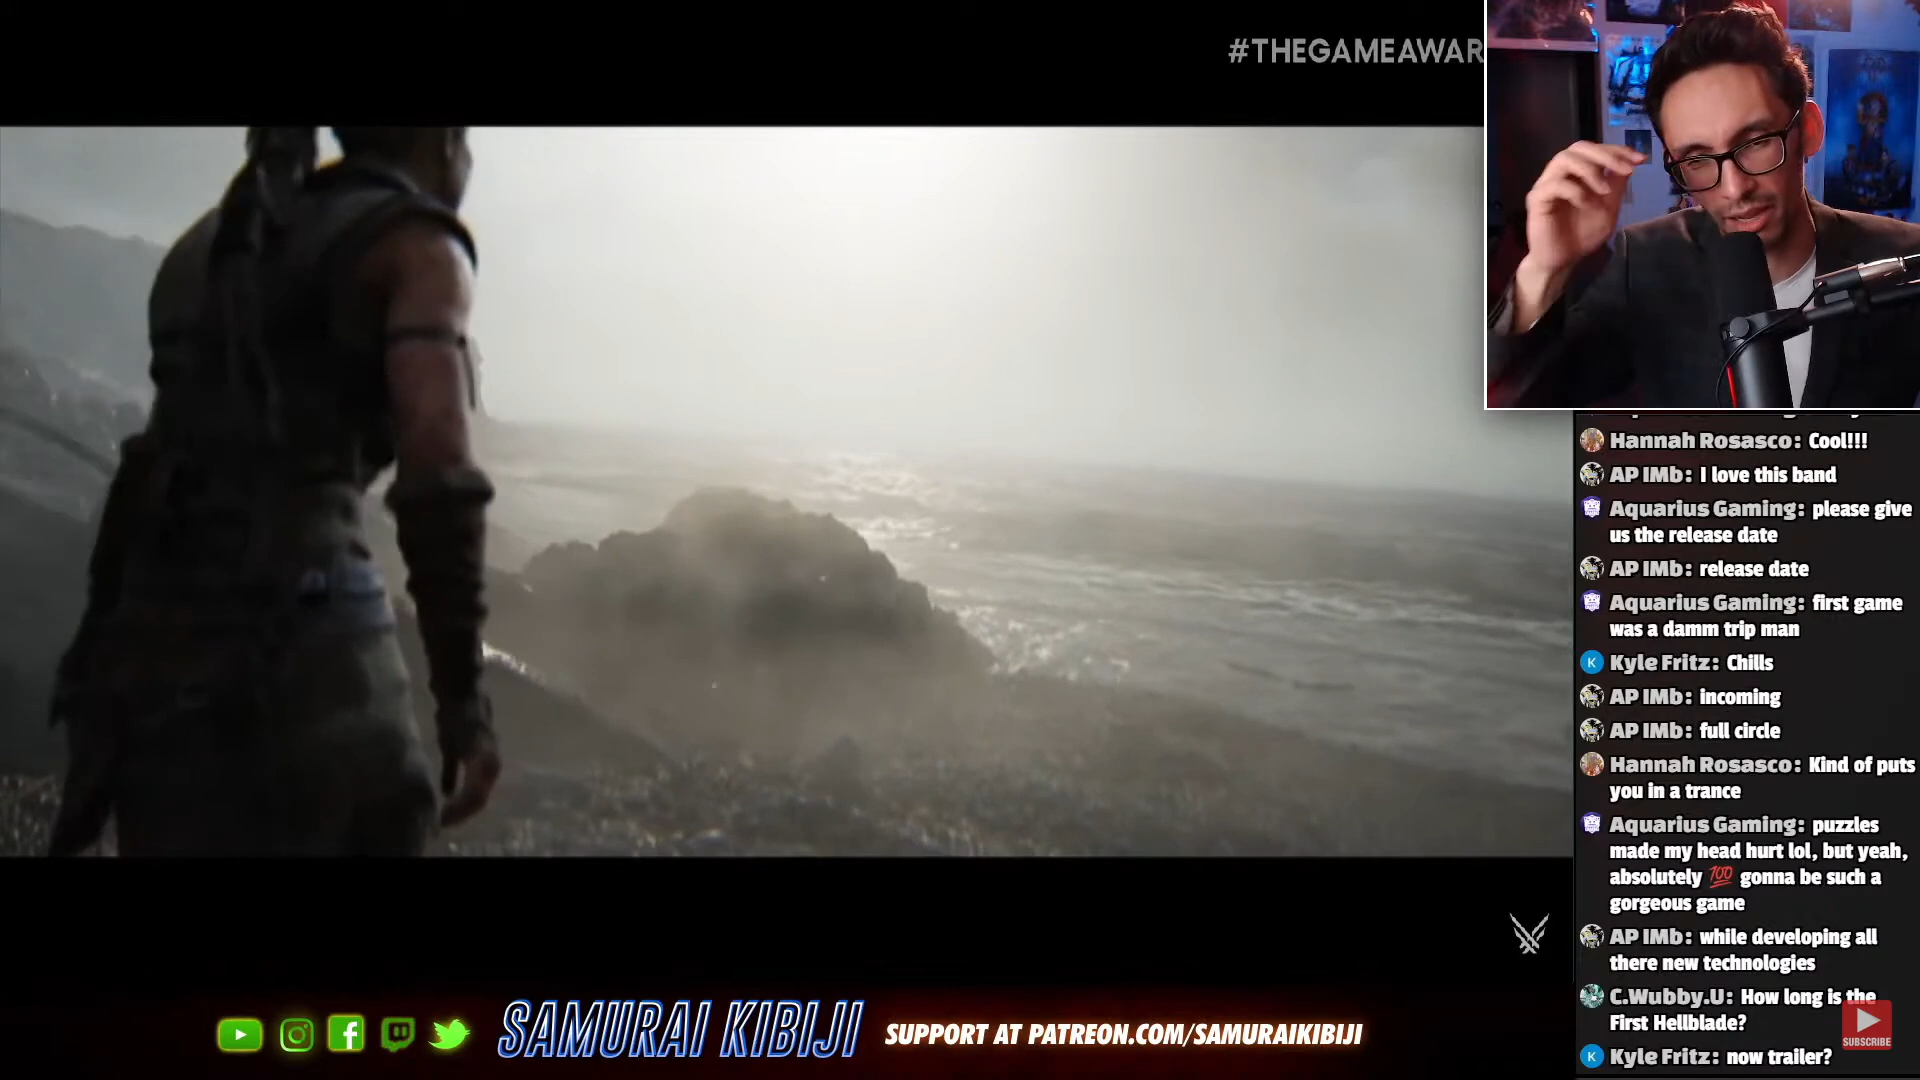 #THEGAMEAWAR
Hannah Rosasco: Cool!!!
AP IMb: I love this band
Aquarius Gaming: please give
us the release date
AP IMb: release date
Aquarius Gaming: first game
was a damm trip man
K Kyle Fritz: Chills
AP IMb: incoming
AP IMb: full circle
Hannah Rosasco: Kind of puts
you in a trance
Aquarius Gaming: puzzles
made my head hurt lol, but yeah,
absolutely 💯 gonna be such a
gorgeous game
AP IMb: while developing all
there new technologies
C.Wubby.U: How long is the
First Hellblade?
SUBSCRIBE
K Kyle Fritz: now trailer?
SAMURAI KIBIJI
SUPPORT AT PATREON.COM/SAMURAIKIBIJI